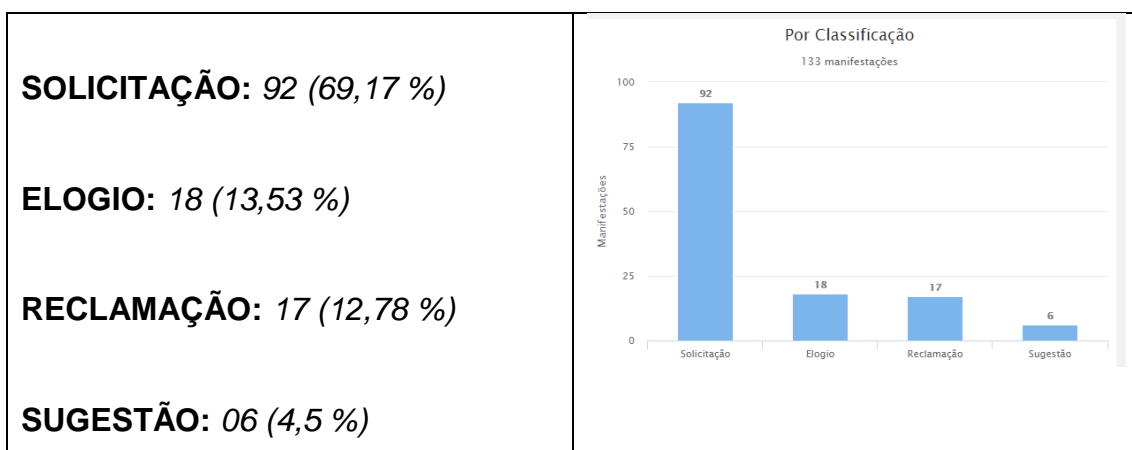 SOLICITAÇÃO: 92 (69,17 %)
ELOGIO: 18 (13,53 %)
RECLAMAÇÃO: 17 (12,78 %)
SUGESTÃO: 06 (4,5 %)
Por Classificação
133 manifestações
Manifestações
100
75
50
25
0
92
18
17
6
Solicitação
Elogio
Reclamação
Sugestão